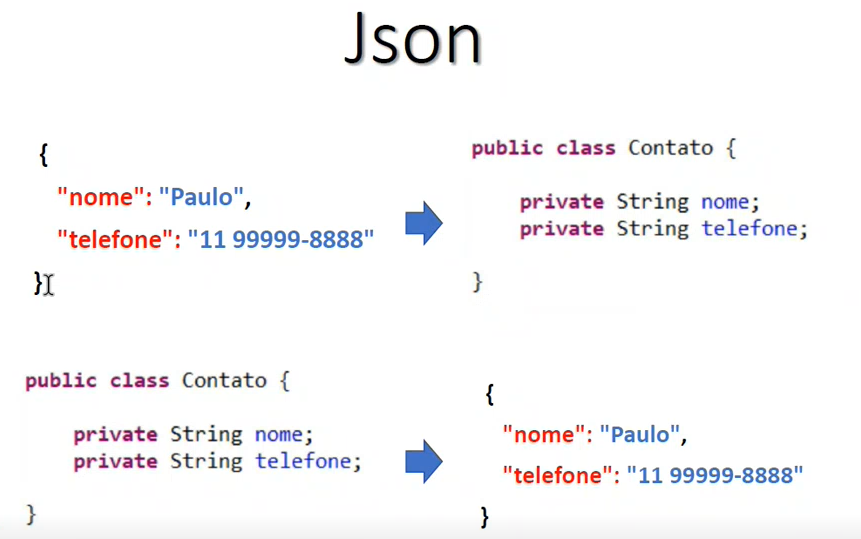 Json
{
"nome": "Paulo",
"telefone": "11 99999-8888"
}
public class Contato {
private String nome;
private String telefone;
}
public class Contato {
private String nome;
private String telefone;
}
{
"nome": "Paulo",
"telefone": "11 99999-8888"
}